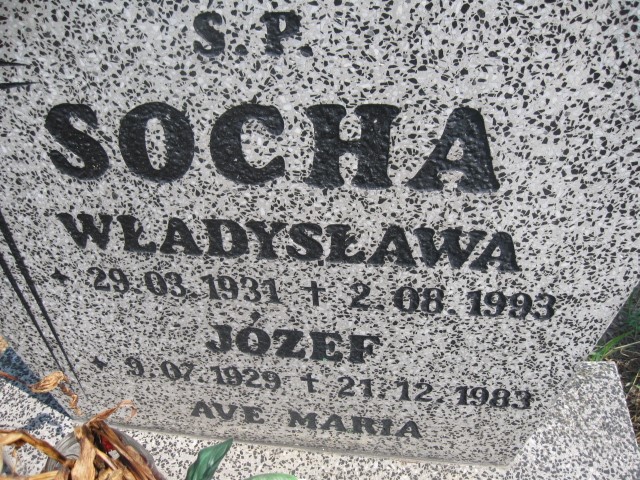 S.P.
SOCHA
WŁADYSŁAWA
* 29.03.1931 + 2.08.1993
JÓZEF
* 9.07.1929 + 21.12.1983
AVE MARIA